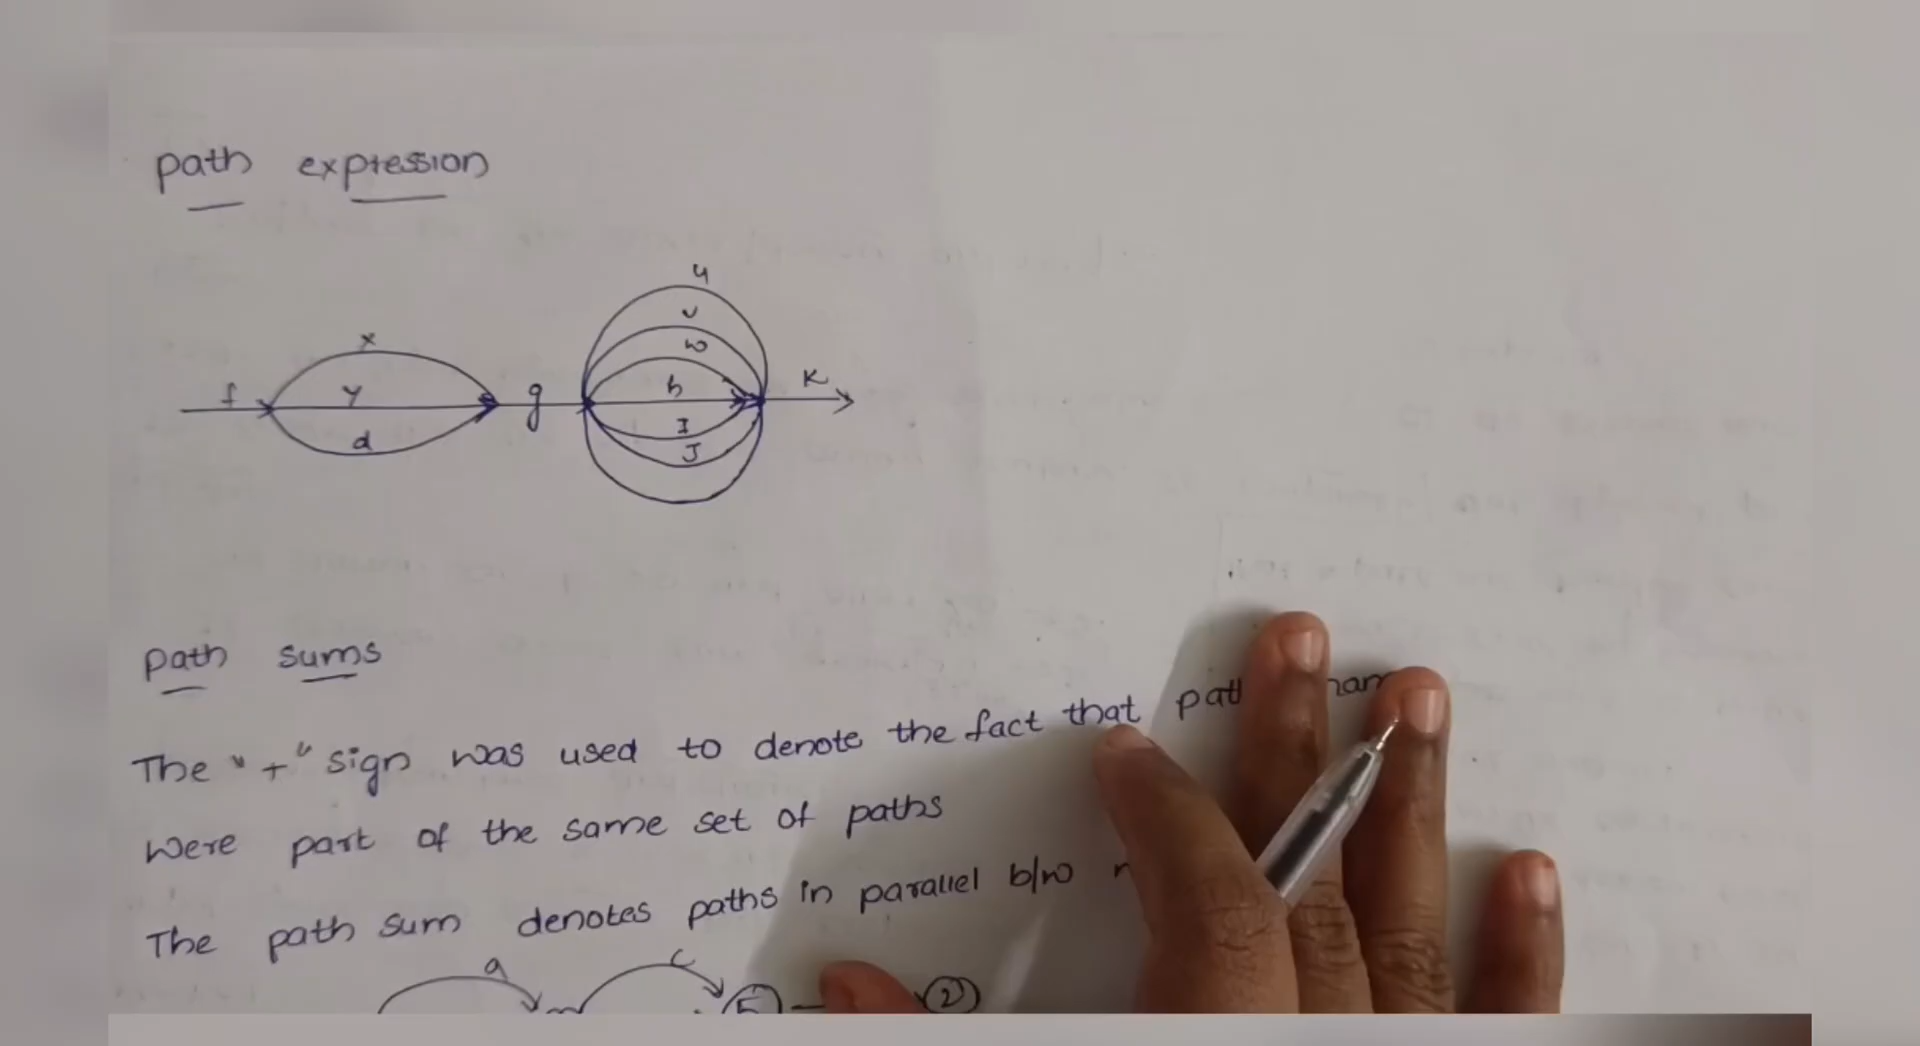 path expression
u
v
x
w
f y g h K
d I
J
path sums
The "+" sign was used to denote the fact that
were part of the same set of paths
The path sum denotes paths in parallel b/w
a c
5 2